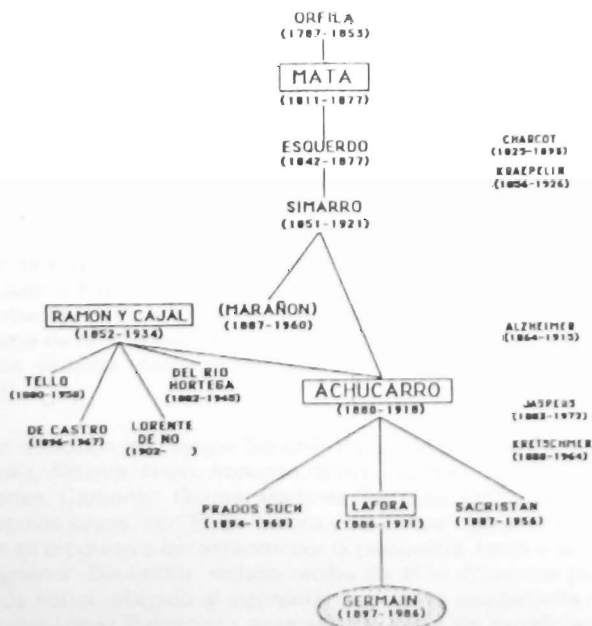 ORFILA
(1787-1853)
MATA
(1811-1877)
ESQUERDO
(1842-1877)
CHARCOT
(1825-1898)
KRAEPELIN
(1856-1926)
SIMARRO
(1851-1921)
(MARAÑON)
(1887-1960)
RAMON Y CAJAL
(1852-1934)
ALZHEIMER
(1864-1915)
TELLO
(1880-1958)
DEL RIO
HORTEGA
(1882-1945)
ACHUCARRO
(1880-1918)
DE CASTRO
(1896-1967)
LORENTE
DE NO
(1902- )
JASPERS
(1883-1972)
KRETSCHMER
(1888-1964)
PRADOS SUCH
(1894-1969)
LAFORA
(1886-1971)
SACRISTAN
(1887-1956)
GERMAIN
(1897-1986)